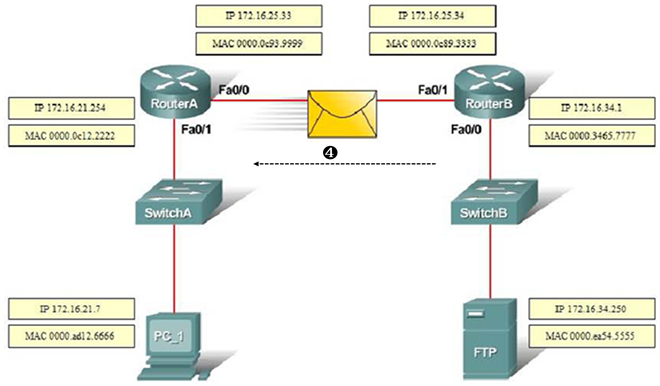 IP 172.16.25.33
MAC 0000.0c93.9999
IP 172.16.25.34
MAC 0000.0c89.3333
RouterA
Fa0/0
Fa0/1
RouterB
IP 172.16.21.254
MAC 0000.0c12.2222
Fa0/1
Fa0/0
IP 172.16.34.1
MAC 0000.3465.7777
❹
SwitchA
SwitchB
IP 172.16.21.7
MAC 0000.ad12.6666
PC_1
FTP
IP 172.16.34.250
MAC 0000.ea54.5555